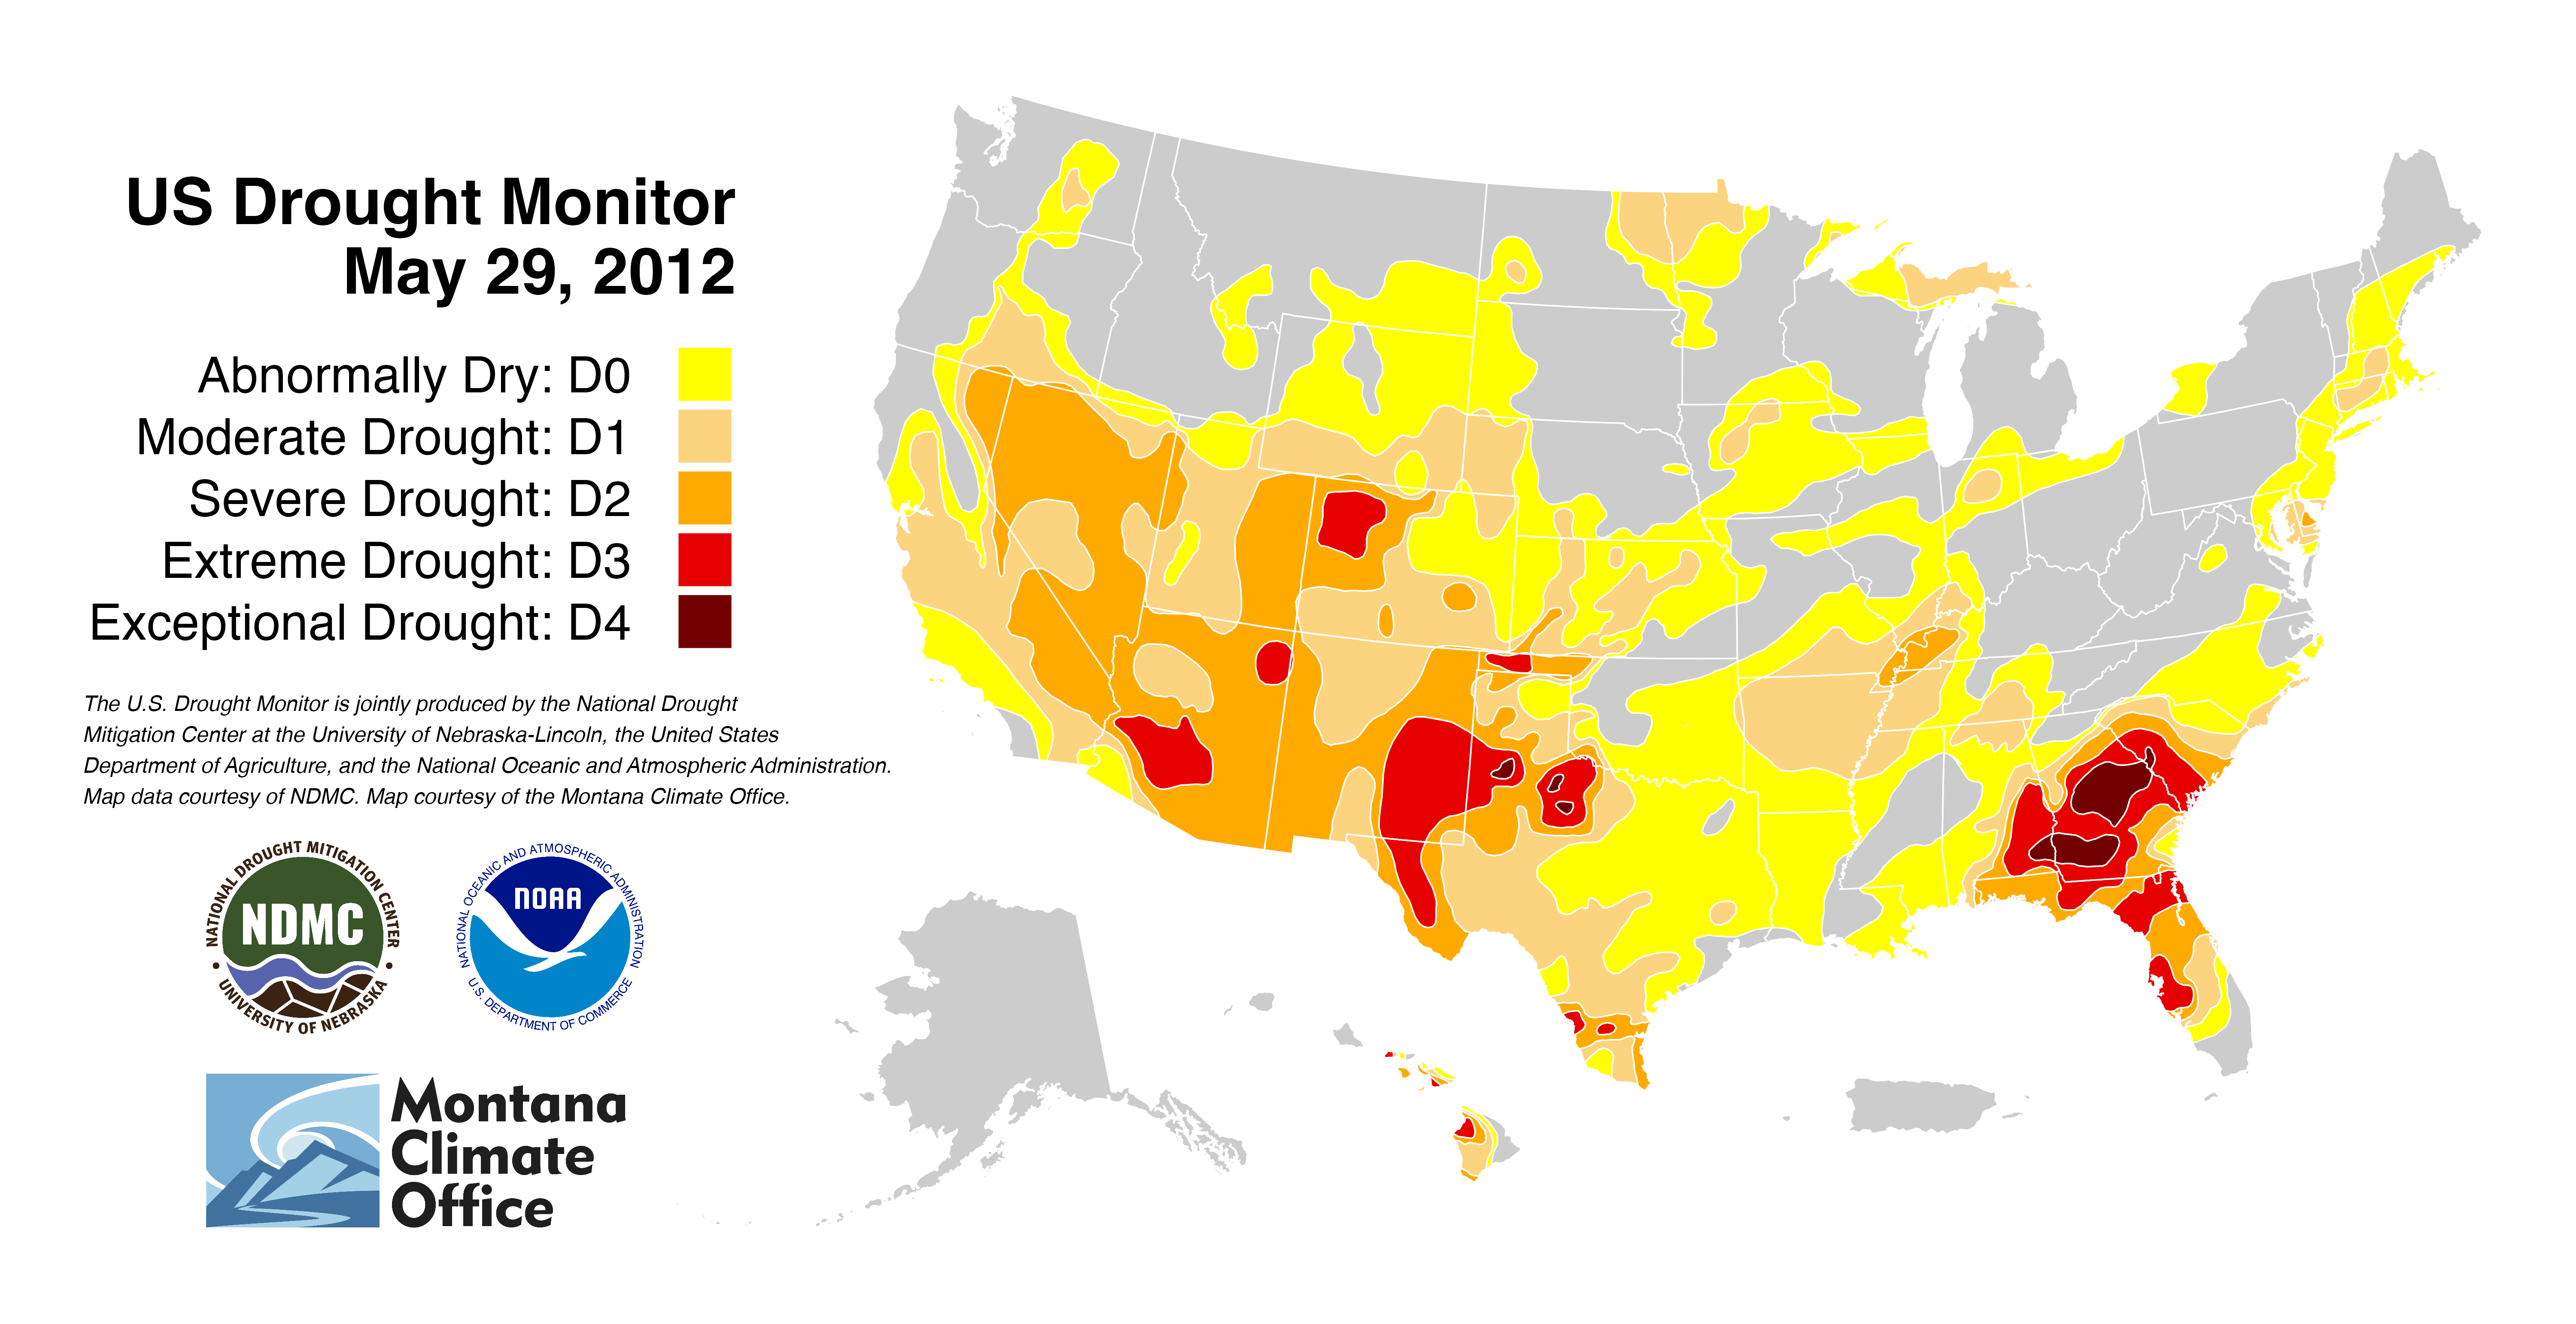 US Drought Monitor
May 29, 2012
Abnormally Dry: D0
Moderate Drought: D1
Severe Drought: D2
Extreme Drought: D3
Exceptional Drought: D4
The U.S. Drought Monitor is jointly produced by the National Drought
Mitigation Center at the University of Nebraska-Lincoln, the United States
Department of Agriculture, and the National Oceanic and Atmospheric Administration.
Map data courtesy of NDMC. Map courtesy of the Montana Climate Office.
NATIONAL DROUGHT MITIGATION CENTER
NDMC
• UNIVERSITY OF NEBRASKA •
NATIONAL OCEANIC AND ATMOSPHERIC ADMINISTRATION
NOAA
U.S. DEPARTMENT OF COMMERCE
Montana
Climate
Office